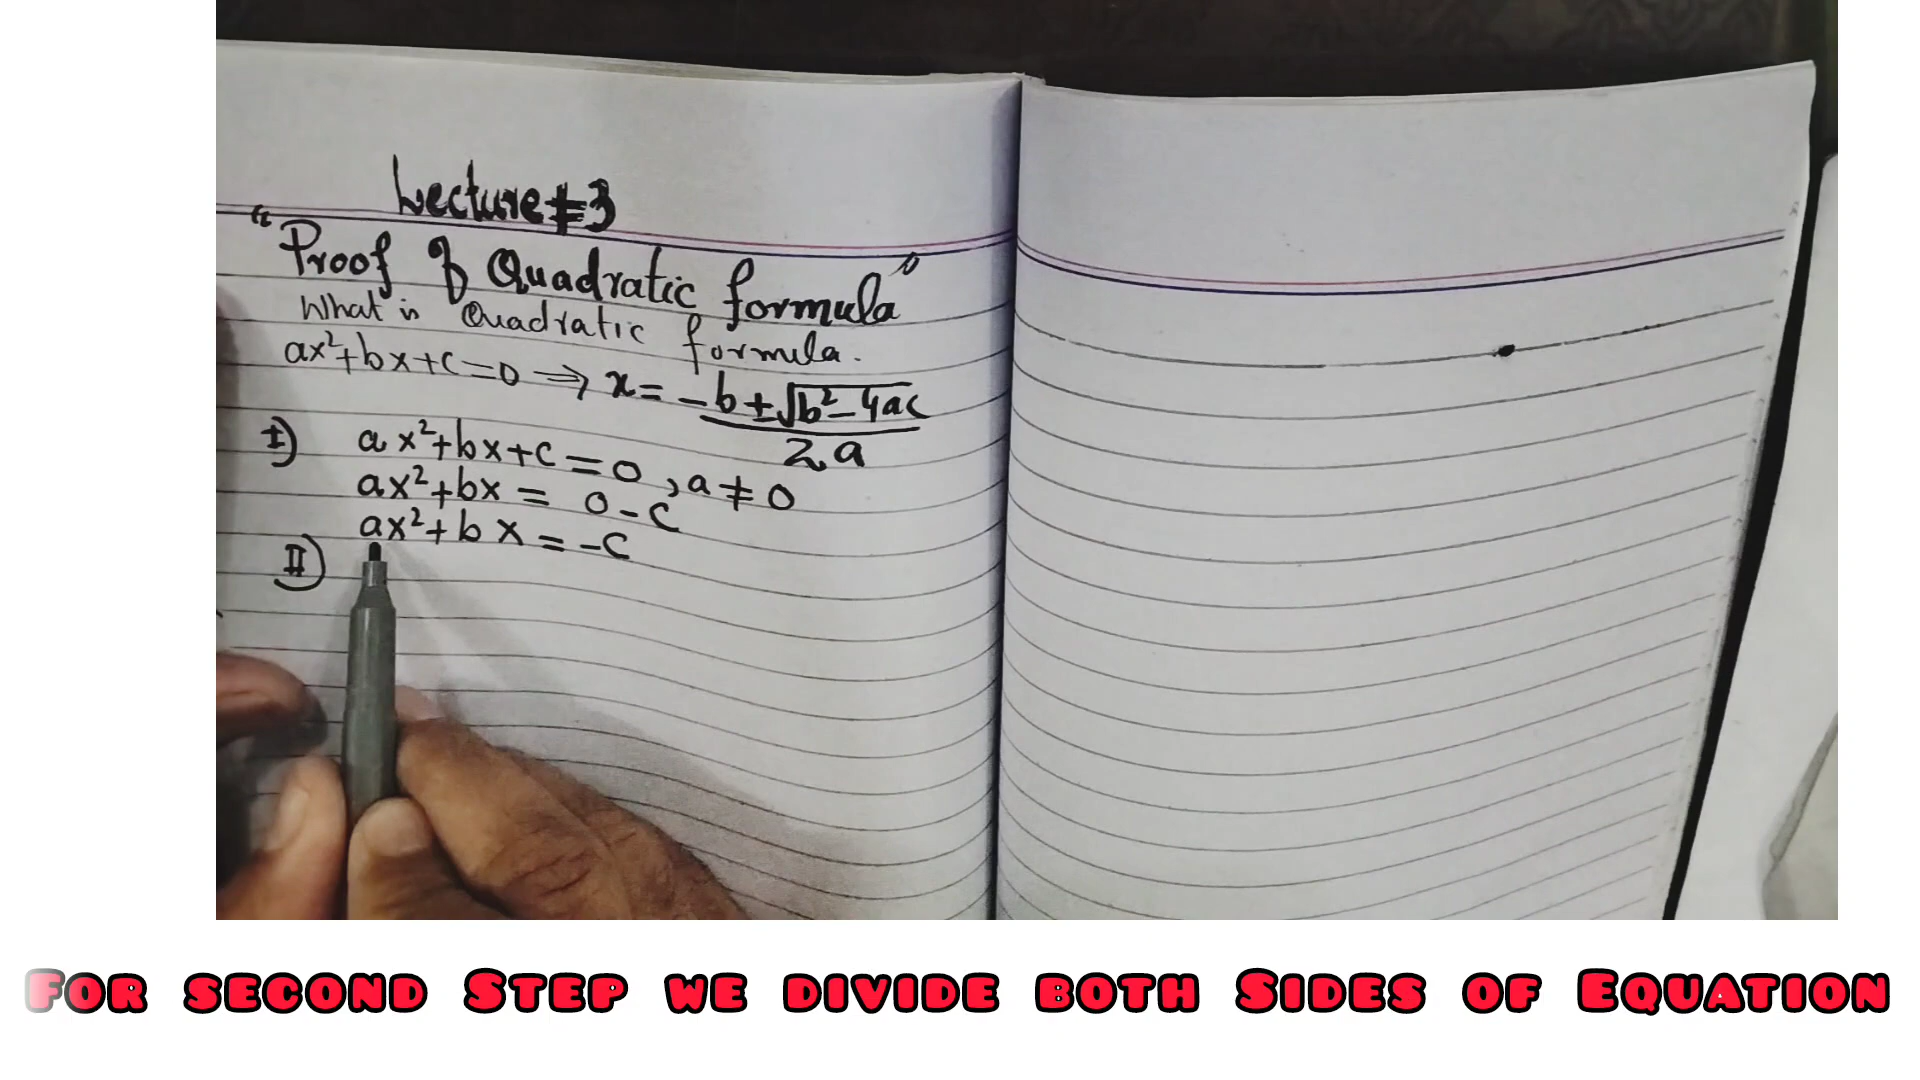 Lecture#3
"Proof of Quadratic formula"
What is Quadratic formula.
ax²+bx+c=0 ⇒ x= -b±√b²-4ac / 2a
I) ax²+bx+c=0, a≠0
ax²+bx = 0-c
ax²+bx = -c
II)
For second Step we divide both Sides of Equation